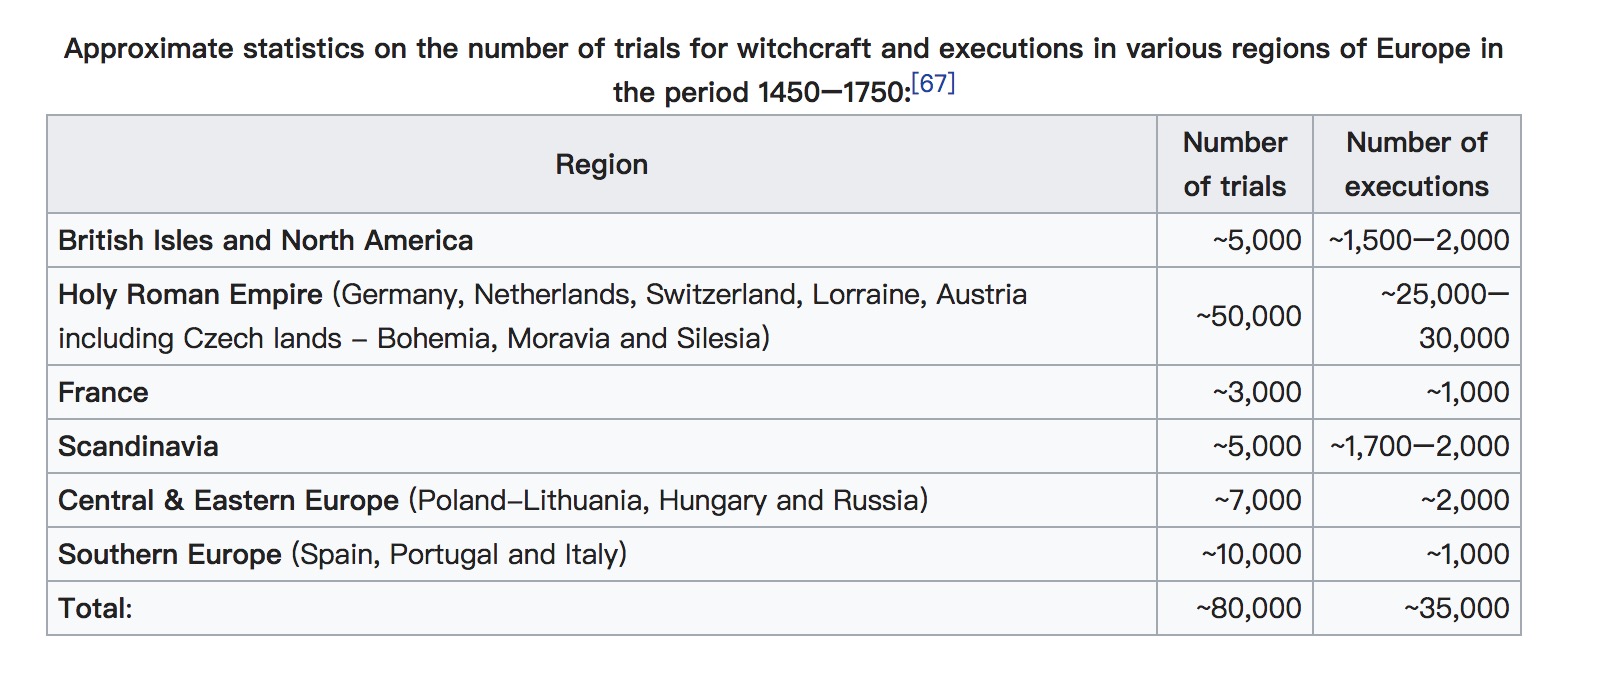 Approximate statistics on the number of trials for witchcraft and executions in various regions of Europe in
the period 1450—1750:[67]
Region
Number
of trials
Number of
executions
British Isles and North America ~5,000 ~1,500—2,000
Holy Roman Empire (Germany, Netherlands, Switzerland, Lorraine, Austria
including Czech lands – Bohemia, Moravia and Silesia)
~50,000
~25,000—
30,000
France ~3,000 ~1,000
Scandinavia ~5,000 ~1,700—2,000
Central & Eastern Europe (Poland–Lithuania, Hungary and Russia) ~7,000 ~2,000
Southern Europe (Spain, Portugal and Italy) ~10,000 ~1,000
Total: ~80,000 ~35,000